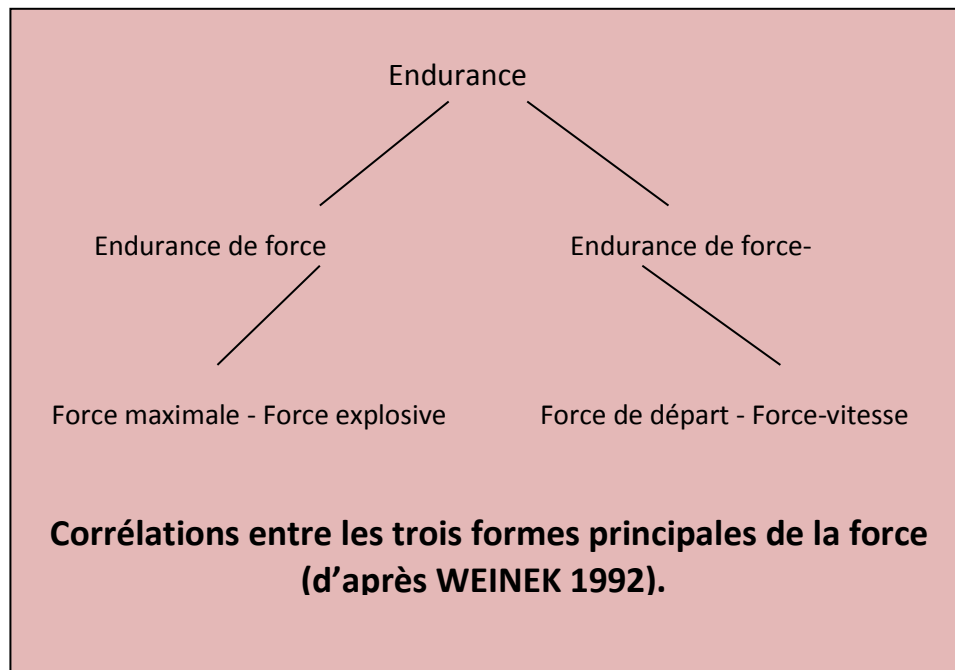 Endurance
Endurance de force
Endurance de force-
Force maximale - Force explosive
Force de départ - Force-vitesse
Corrélations entre les trois formes principales de la force
(d’après WEINEK 1992).